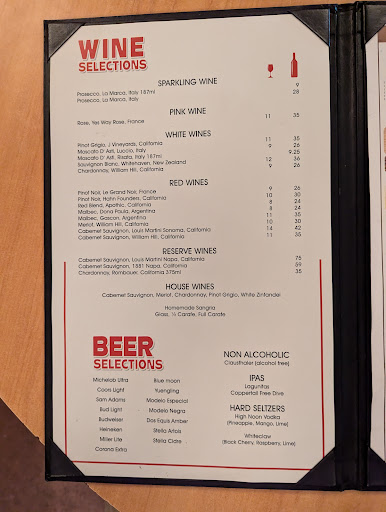 WINE
SELECTIONS
SPARKLING WINE
Prosecco, La Marca, Italy 187ml 9
Prosecco, La Marca, Italy 28
PINK WINE
Rose, Yes Way Rose, France 11 35
WHITE WINES
Pinot Grigio, J Vineyards, California 11 35
Moscato D' Asti, Luccio, Italy 9 26
Moscato D' Asti, Risata, Italy 187ml 9.25
Sauvignon Blanc, Whitehaven, New Zealand 12 36
Chardonnay, William Hill, California 9 26
RED WINES
Pinot Noir, Le Grand Noir, France 9 26
Pinot Noir, Hahn Founders, California 10 30
Red Blend, Apothic, California 8 24
Malbec, Dona Paula, Argentina 8 24
Malbec, Gascon, Argentina 11 35
Merlot, William Hill, California 10 30
Cabernet Sauvignon, Louis Martini Sonoma, California 14 42
Cabernet Sauvignon, William Hill, California 11 35
RESERVE WINES
Cabernet Sauvignon, Louis Martini Napa, California 75
Cabernet Sauvignon, 1881 Napa, California 59
Chardonnay, Rombauer, California 375ml 35
HOUSE WINES
Cabernet Sauvignon, Merlot, Chardonnay, Pinot Grigio, White Zinfandel
Homemade Sangria
Glass, ½ Carafe, Full Carafe
BEER
SELECTIONS
Michelob Ultra
Coors Light
Sam Adams
Bud Light
Budweiser
Heineken
Miller Lite
Corona Extra
Blue moon
Yuengling
Modelo Especial
Modelo Negra
Dos Equis Amber
Stella Artois
Stella Cidre
NON ALCOHOLIC
Clausthaler (alcohol free)
IPAS
Lagunitas
Coppertail Free Dive
HARD SELTZERS
High Noon Vodka
(Pineapple, Mango, Lime)
Whiteclaw
(Black Cherry, Raspberry, Lime)